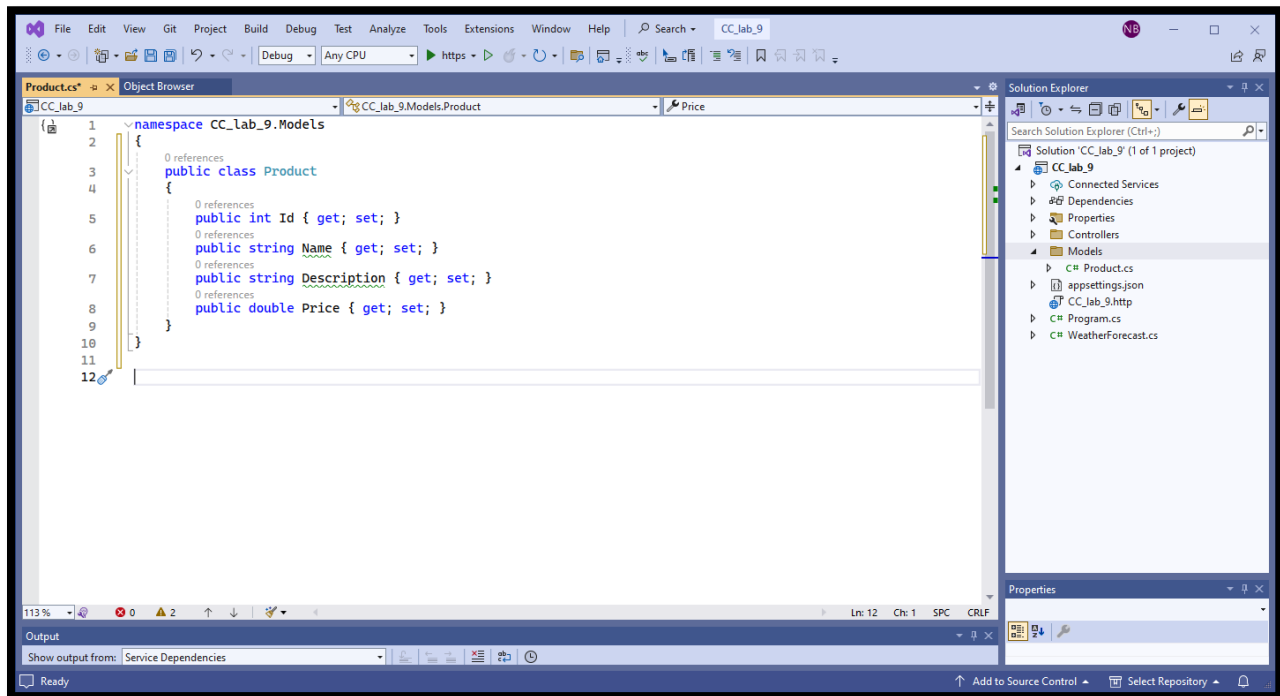 File Edit View Git Project Build Debug Test Analyze Tools Extensions Window Help Search CC_lab_9 NB
Debug Any CPU https
Product.cs* Object Browser
CC_lab_9 CC_lab_9.Models.Product Price
1 namespace CC_lab_9.Models
2 {
0 references
3 public class Product
4 {
0 references
5 public int Id { get; set; }
0 references
6 public string Name { get; set; }
0 references
7 public string Description { get; set; }
0 references
8 public double Price { get; set; }
9 }
10 }
11
12
113 % 0 2 Ln: 12 Ch: 1 SPC CRLF
Output
Show output from: Service Dependencies
Solution Explorer
Search Solution Explorer (Ctrl+;)
Solution 'CC_lab_9' (1 of 1 project)
CC_lab_9
Connected Services
Dependencies
Properties
Controllers
Models
C# Product.cs
appsettings.json
CC_lab_9.http
C# Program.cs
C# WeatherForecast.cs
Properties
Ready Add to Source Control Select Repository